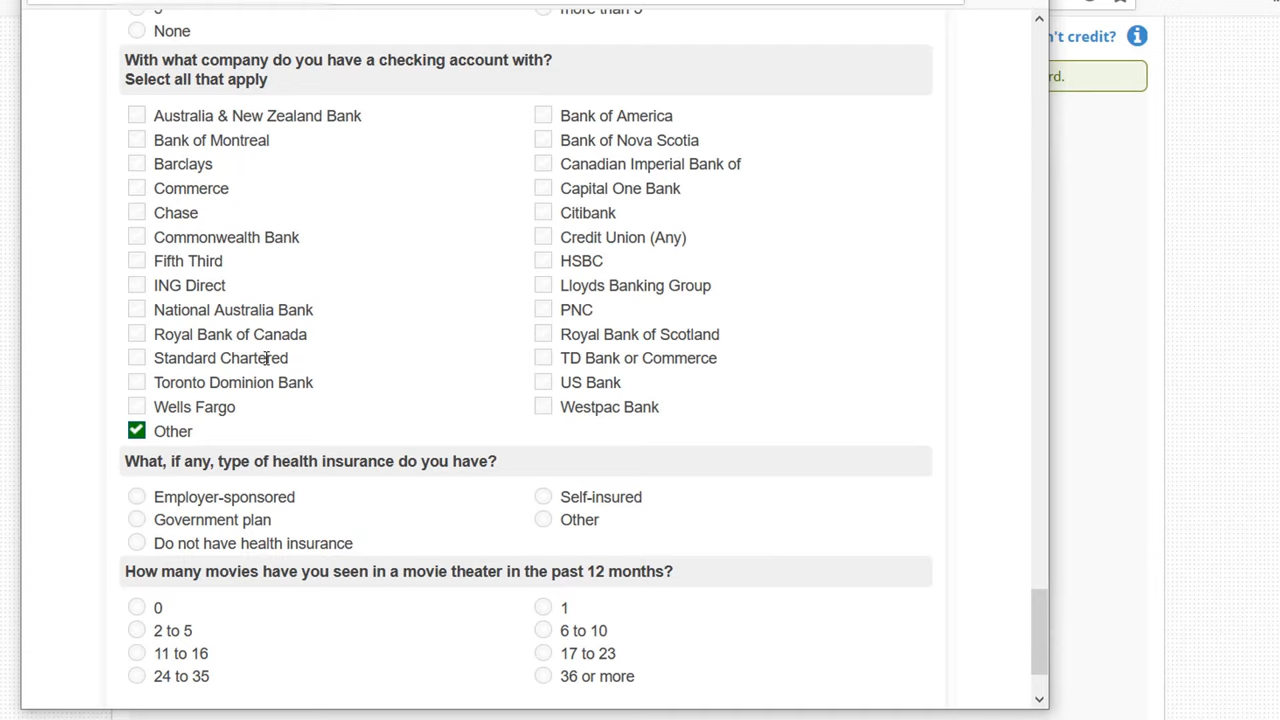 more than 5
None
With what company do you have a checking account with?
Select all that apply
Australia & New Zealand Bank
Bank of America
Bank of Montreal
Bank of Nova Scotia
Barclays
Canadian Imperial Bank of
Commerce
Capital One Bank
Chase
Citibank
Commonwealth Bank
Credit Union (Any)
Fifth Third
HSBC
ING Direct
Lloyds Banking Group
National Australia Bank
PNC
Royal Bank of Canada
Royal Bank of Scotland
Standard Chartered
TD Bank or Commerce
Toronto Dominion Bank
US Bank
Wells Fargo
Westpac Bank
Other
What, if any, type of health insurance do you have?
Employer-sponsored
Self-insured
Government plan
Other
Do not have health insurance
How many movies have you seen in a movie theater in the past 12 months?
0
1
2 to 5
6 to 10
11 to 16
17 to 23
24 to 35
36 or more
n't credit?
rd.